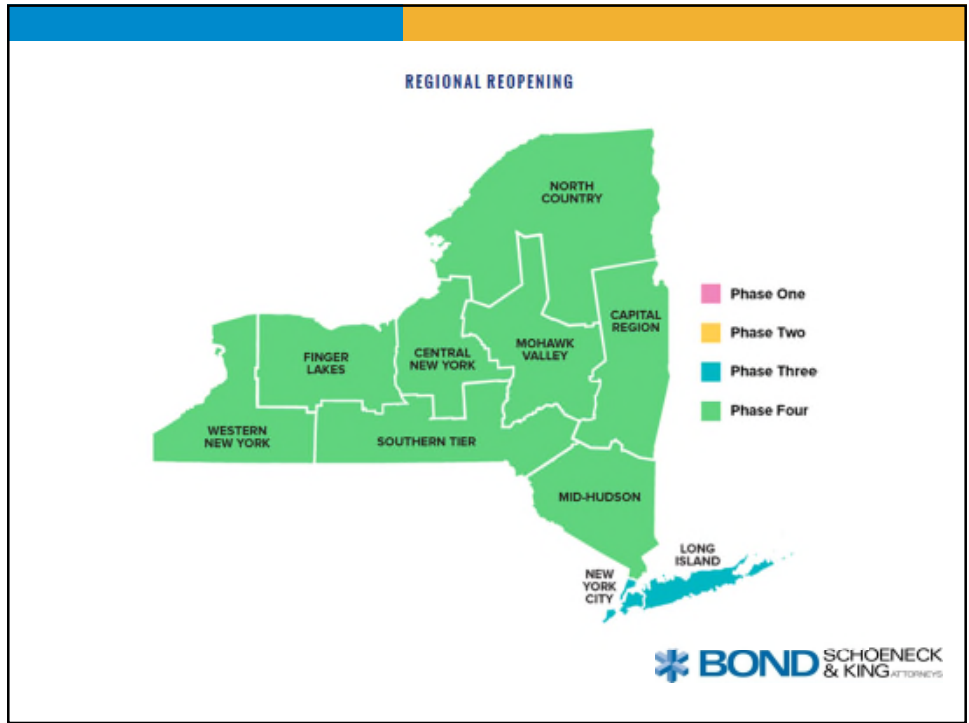 REGIONAL REOPENING
NORTH
COUNTRY
CAPITAL
REGION
MOHAWK
VALLEY
CENTRAL
NEW YORK
FINGER
LAKES
WESTERN
NEW YORK
SOUTHERN TIER
MID-HUDSON
LONG
ISLAND
NEW
YORK
CITY
Phase One
Phase Two
Phase Three
Phase Four
BOND SCHOENECK
& KING ATTORNEYS